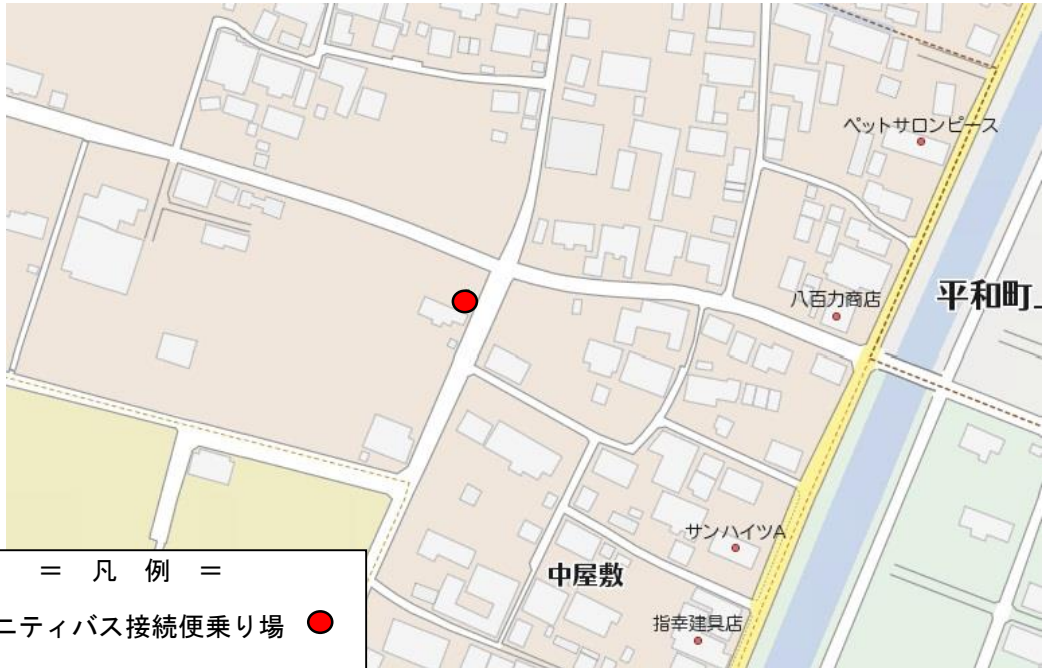 ペットサロンピース
八百力商店
平和町
サンハイツA
中屋敷
指幸建具店
＝ 凡 例 ＝
ニティバス接続便乗り場